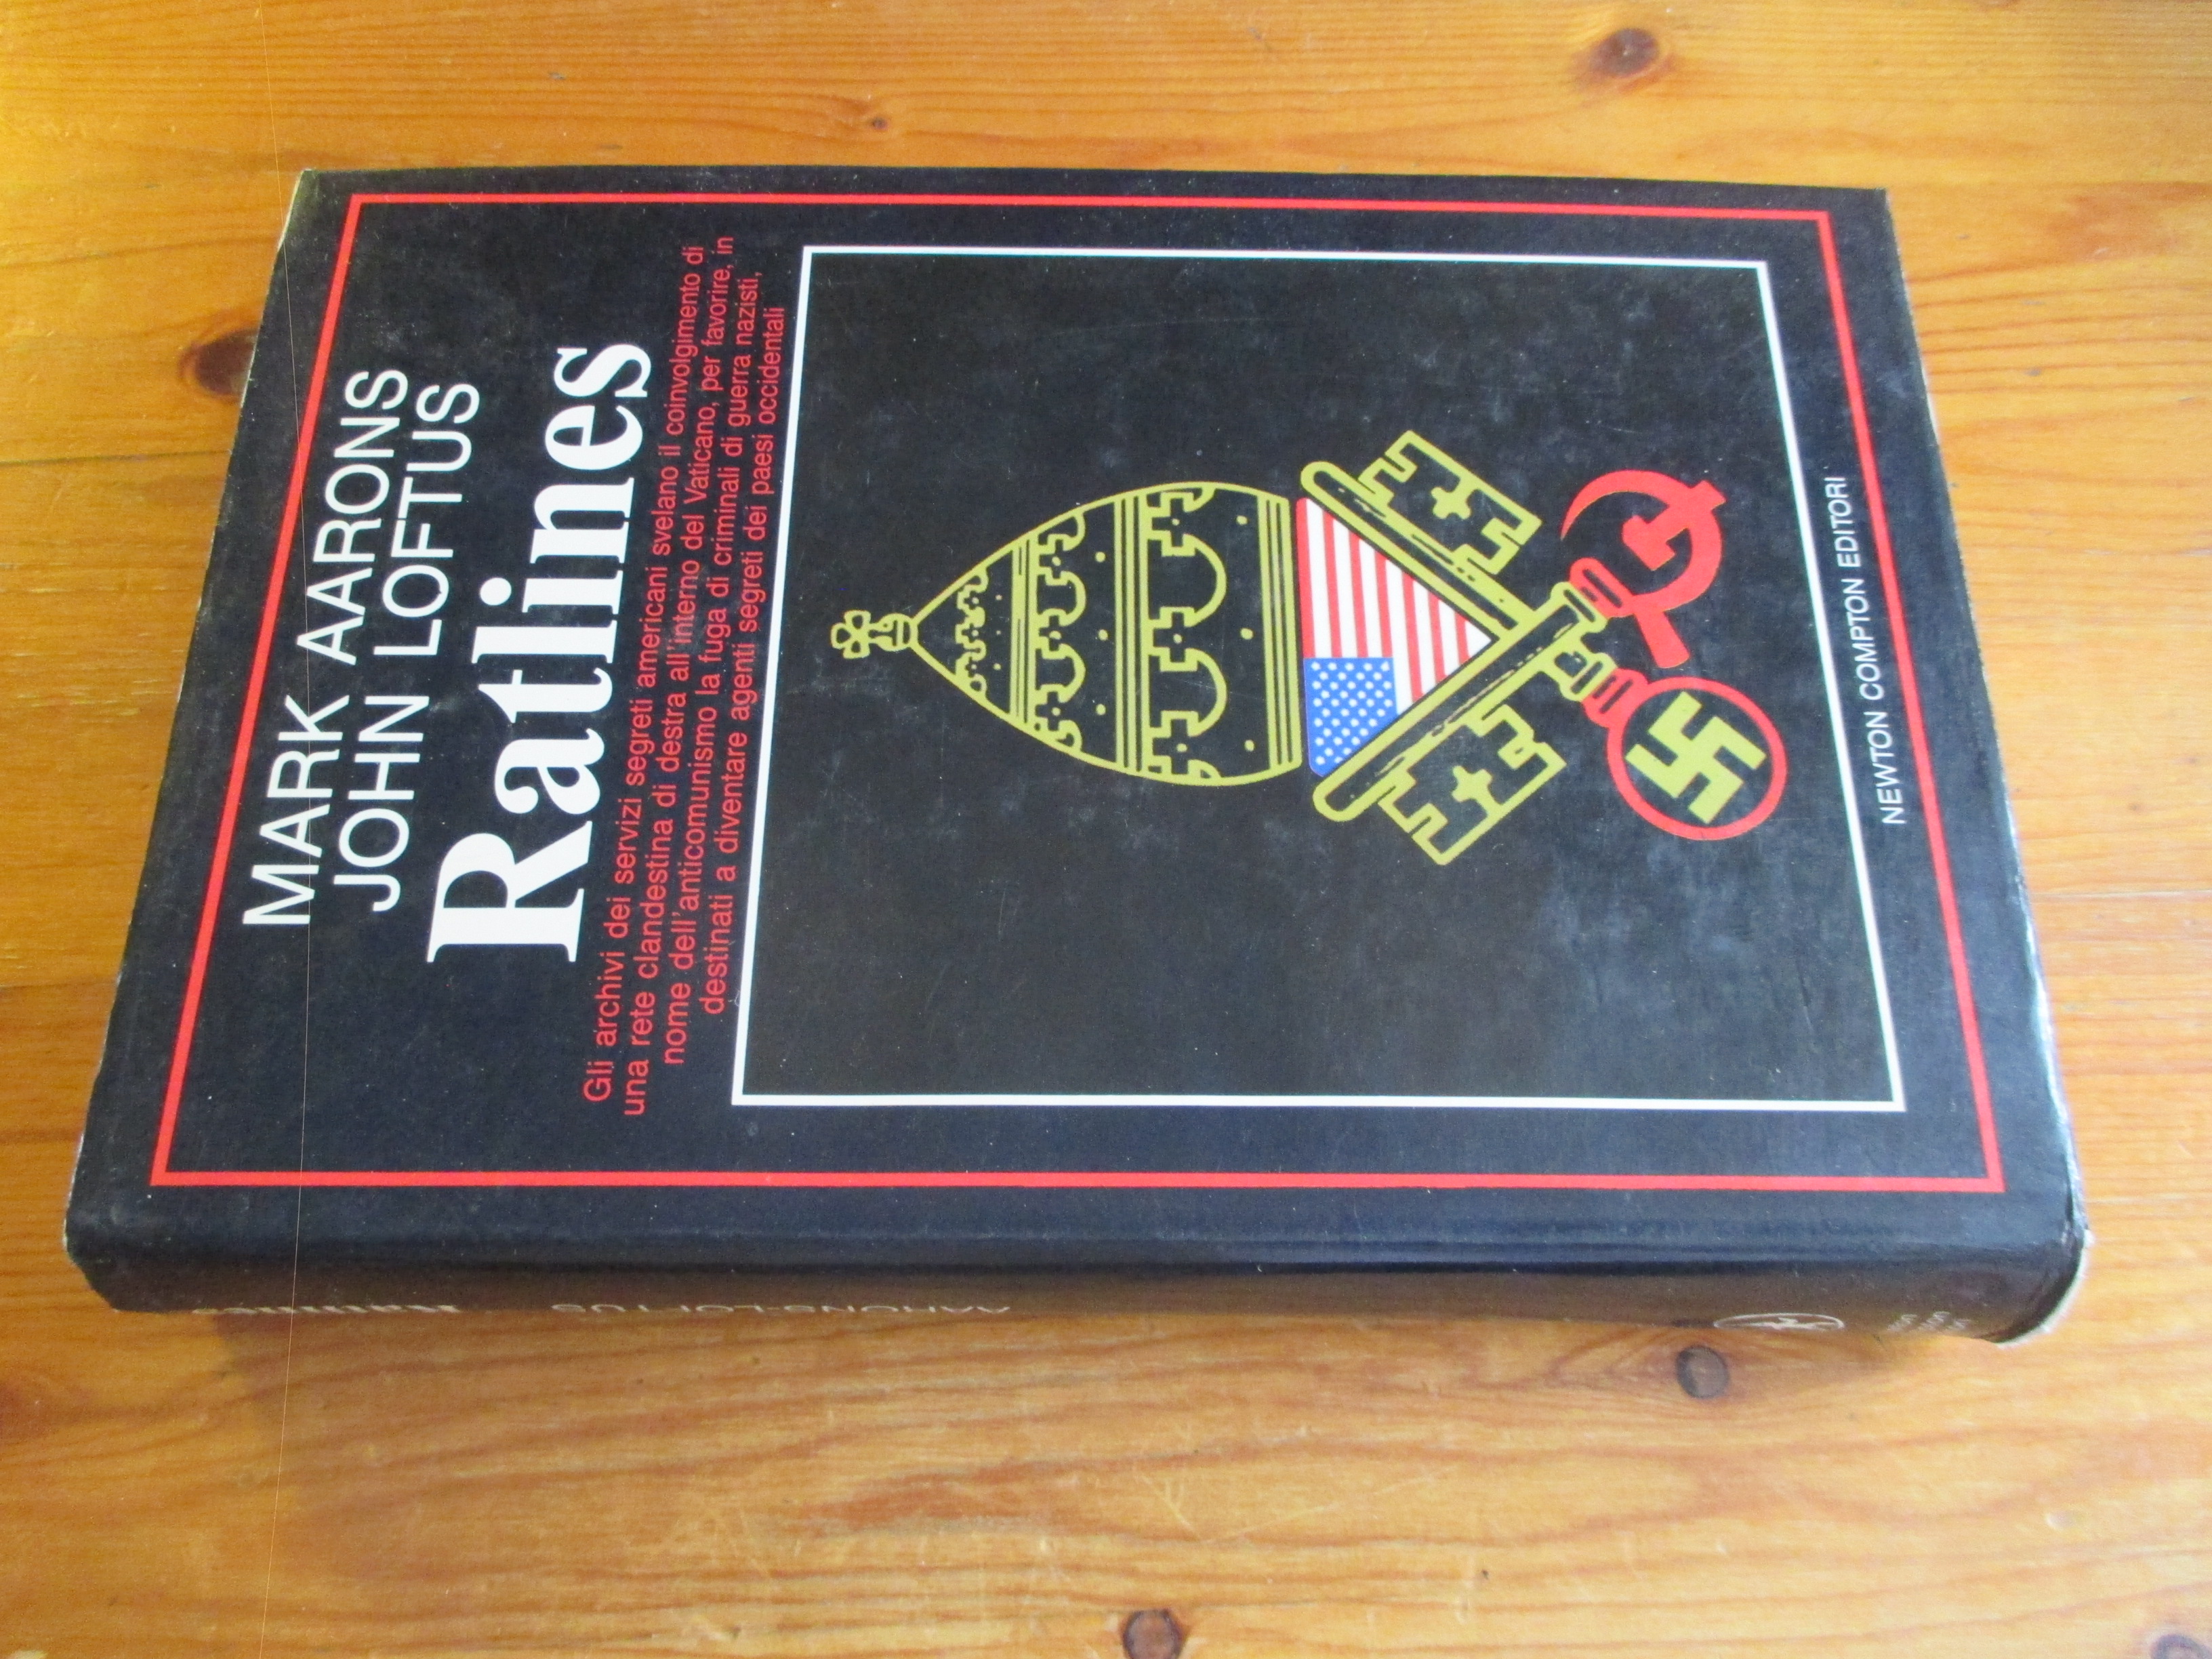 MARK AARONS
JOHN LOFTUS
Ratlines
Gli archivi dei servizi segreti americani svelano il coinvolgimento di
una rete clandestina di destra all'interno del Vaticano, per favorire, in
nome dell'anticomunismo la fuga di criminali di guerra nazisti,
destinati a diventare agenti segreti dei paesi occidentali
NEWTON COMPTON EDITORI
AARONS-LOFTUS